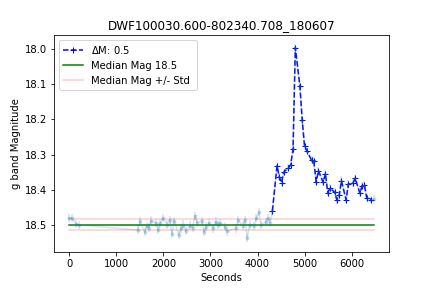 DWF100030.600-802340.708_180607
ΔM: 0.5
Median Mag 18.5
Median Mag +/- Std
g band Magnitude
18.0
18.1
18.2
18.3
18.4
18.5
0 1000 2000 3000 4000 5000 6000
Seconds